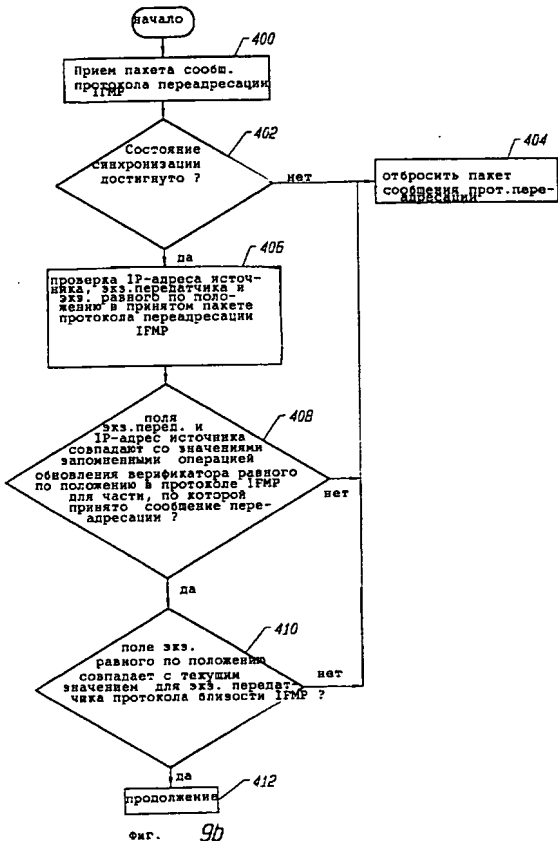 начало
400
Прием пакета сообщ.
протокола переадресации
IFMP
402
Состояние
синхронизации
достигнуто ?
нет
404
отбросить пакет
сообщения прот.пере-
адресации
да
406
проверка IP-адреса источ-
ника, экз.передатчика и
экз. равного по поло-
жению в принятом пакете
протокола переадресации
IFMP
408
поля
экз.перед. и
IP-адрес источника
совпадают со значениями
запомненными операцией
обновления верификатора равного
по положению в протоколе IFMP
для части, по которой
принято сообщение пере-
адресации ?
нет
да
410
поле экз.
равного по положению
совпадает с текущим
значением для экз. передат-
чика протокола близости IFMP ?
нет
да
412
продолжение
Фиг. 9b